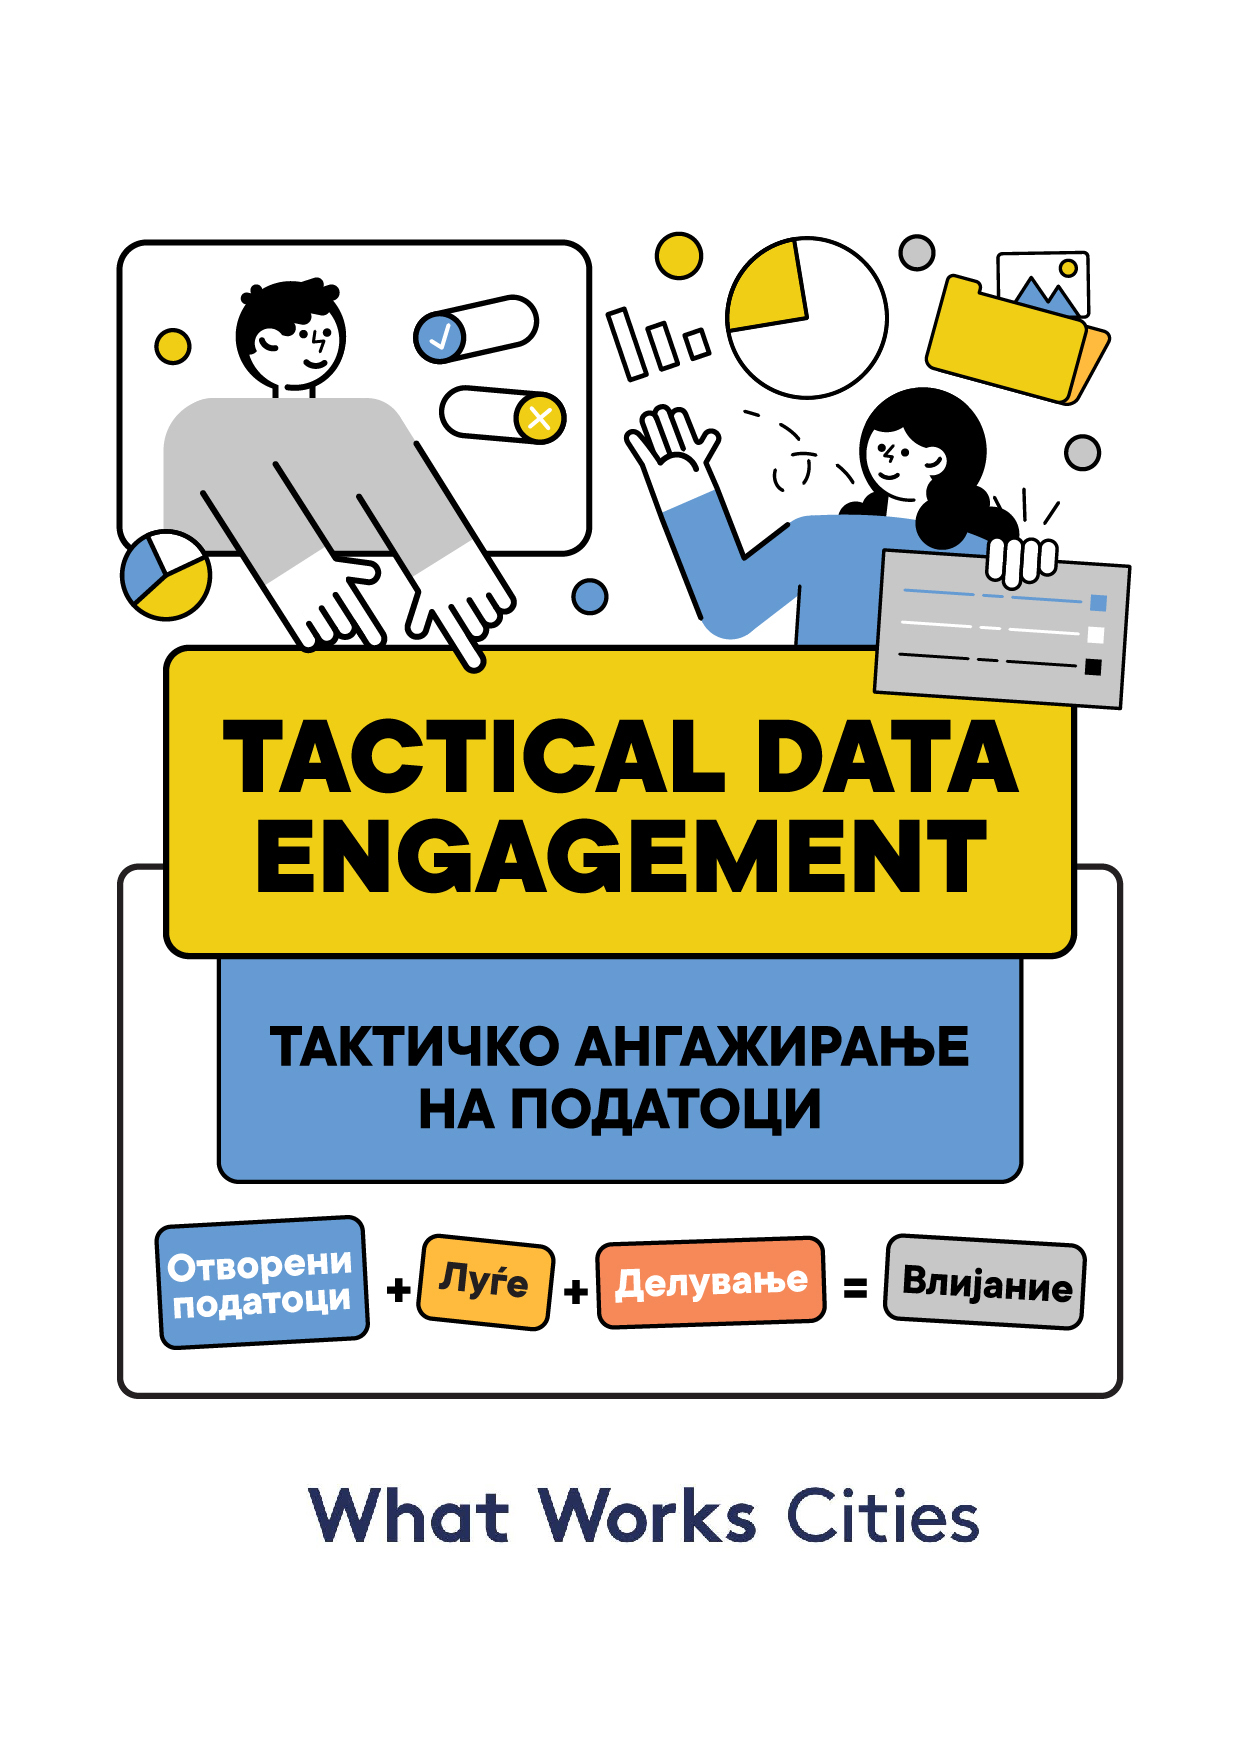 TACTICAL DATA
ENGAGEMENT
ТАКТИЧКО АНГАЖИРАЊЕ
НА ПОДАТОЦИ
Отворени
податоци
+ Луѓе + Делување = Влијание
What Works Cities